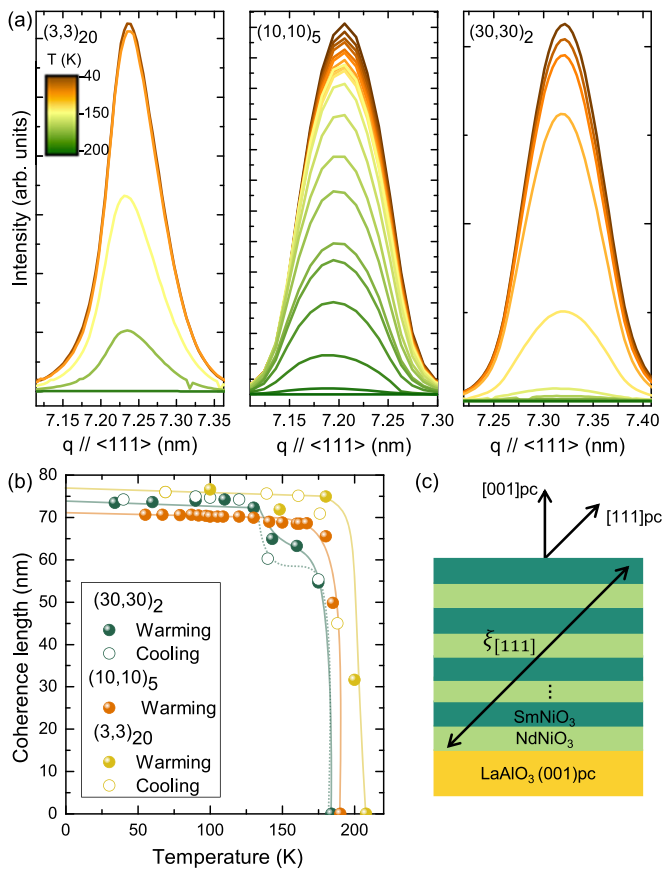 (a)
(3,3)20
(10,10)5
(30,30)2
T (K)
40
150
200
Intensity (arb. units)
7.15 7.20 7.25 7.30 7.35
7.15 7.20 7.25 7.30
7.25 7.30 7.35 7.40
q // <111> (nm)
q // <111> (nm)
q // <111> (nm)
(b)
80
70
60
50
40
30
20
10
0
Coherence length (nm)
(30,30)2
Warming
Cooling
(10,10)5
Warming
(3,3)20
Warming
Cooling
0 50 100 150 200
Temperature (K)
(c)
[001]pc
[111]pc
ξ[111]
⋮
SmNiO3
NdNiO3
LaAlO3 (001)pc